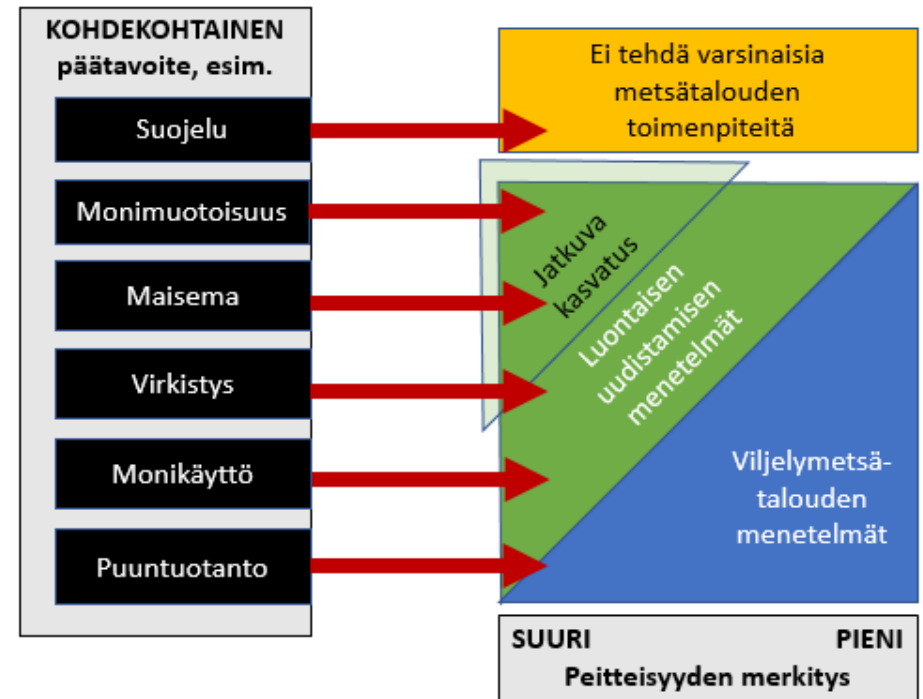 KOHDEKOHTAINEN
päätavoite, esim.
Suojelu
Monimuotoisuus
Maisema
Virkistys
Monikäyttö
Puuntuotanto
Ei tehdä varsinaisia
metsätalouden
toimenpiteitä
Jatkuva
kasvatus
Luontaisen
uudistamisen
menetelmät
Viljelymetsä-
talouden
menetelmät
SUURI PIENI
Peitteisyyden merkitys